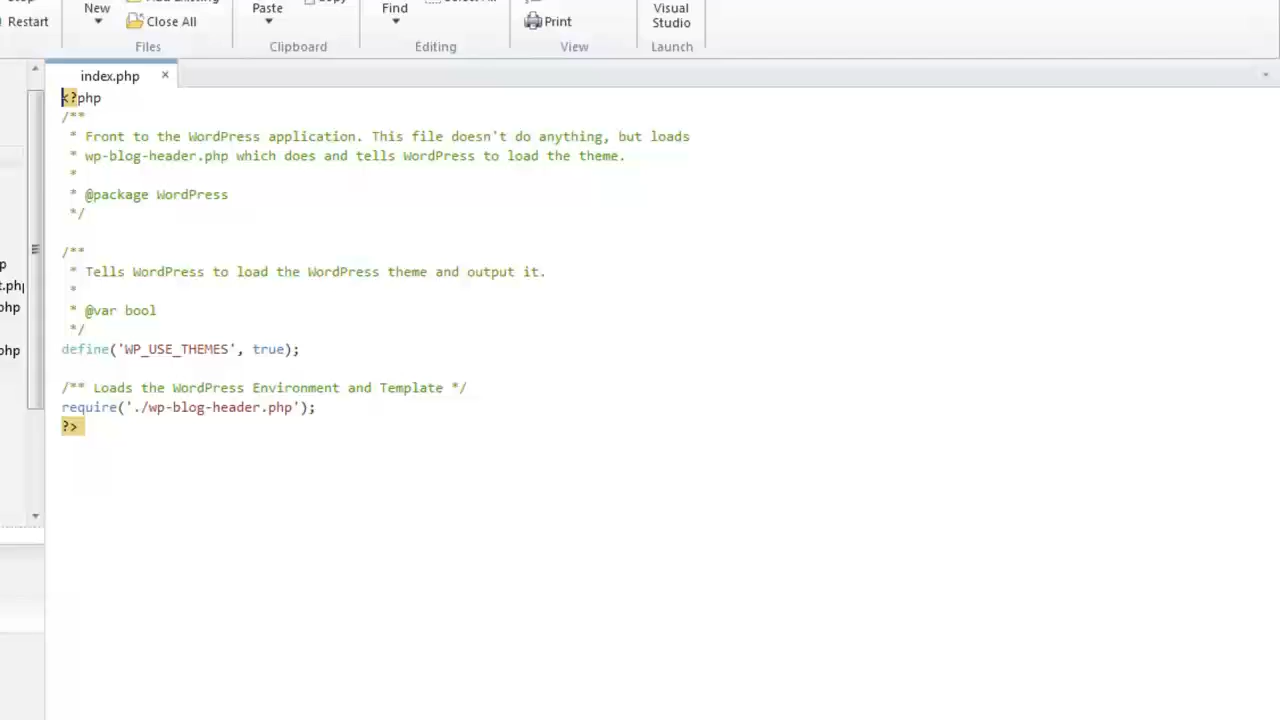 New
Paste
Find
Visual
Studio
Restart
Close All
Print
Files
Clipboard
Editing
View
Launch
index.php
<?php
/**
* Front to the WordPress application. This file doesn't do anything, but loads
* wp-blog-header.php which does and tells WordPress to load the theme.
*
* @package WordPress
*/
/**
* Tells WordPress to load the WordPress theme and output it.
*
* @var bool
*/
define('WP_USE_THEMES', true);
/** Loads the WordPress Environment and Template */
require('./wp-blog-header.php');
?>